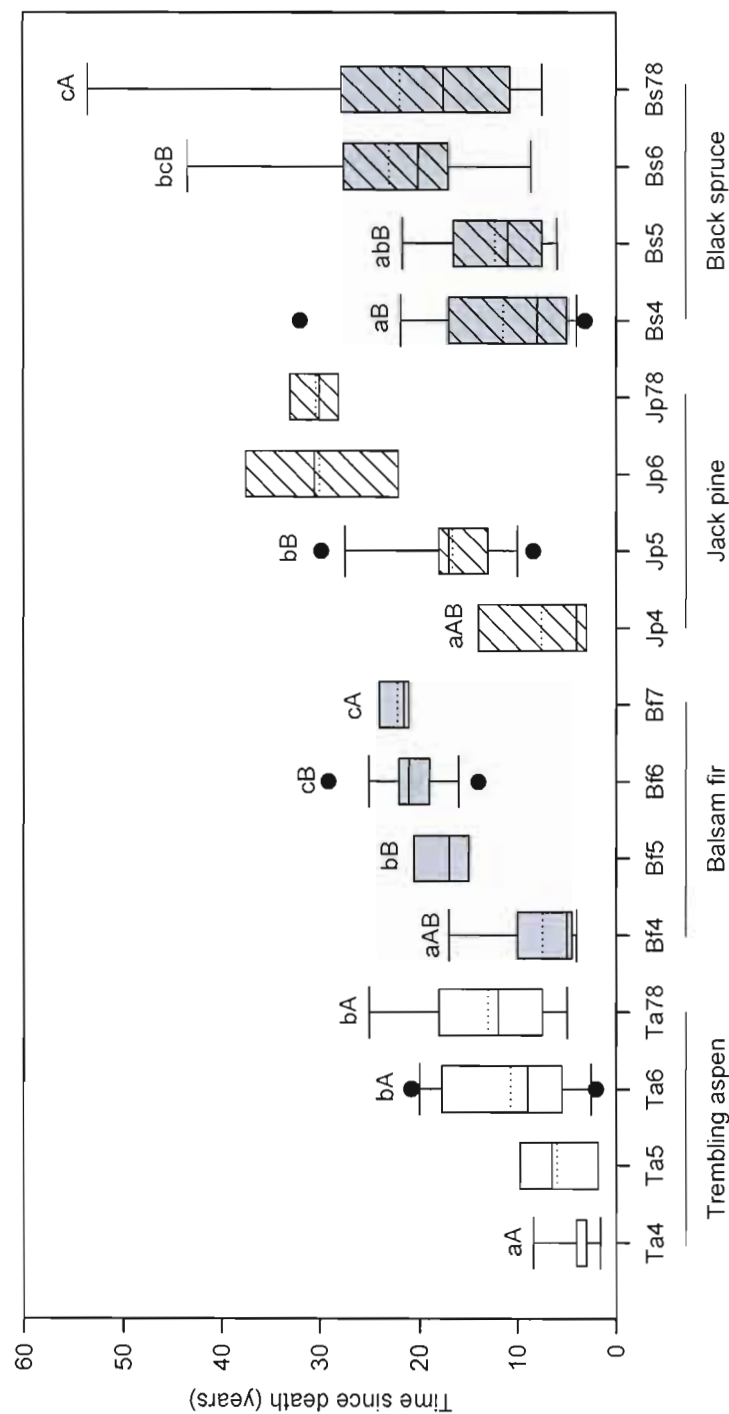 Time since death (years)
60
50
40
30
20
10
0
aA
bA
bA
aAB
bB
cB
cA
aAB
bB
aB
abB
bcB
cA
Ta4 Ta5 Ta6 Ta78 Bf4 Bf5 Bf6 Bf7 Jp4 Jp5 Jp6 Jp78 Bs4 Bs5 Bs6 Bs78
Trembling aspen Balsam fir Jack pine Black spruce